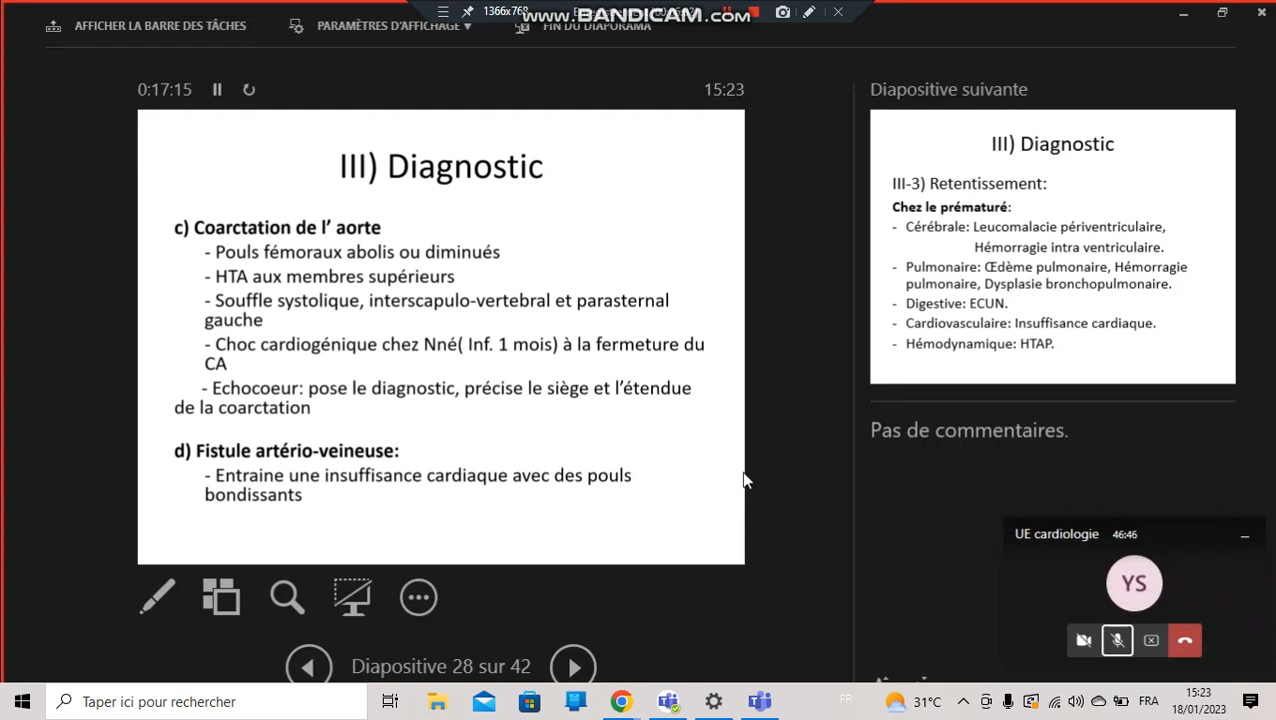 1366x768
www.BANDICAM.com
AFFICHER LA BARRE DES TÂCHES
PARAMÈTRES D'AFFICHAGE
FIN DU DIAPORAMA
0:17:15
15:23
III) Diagnostic
c) Coarctation de l' aorte
- Pouls fémoraux abolis ou diminués
- HTA aux membres supérieurs
- Souffle systolique, interscapulo-vertebral et parasternal
gauche
- Choc cardiogénique chez Nné( Inf. 1 mois) à la fermeture du
CA
- Echocoeur: pose le diagnostic, précise le siège et l'étendue
de la coarctation
d) Fistule artério-veineuse:
- Entraine une insuffisance cardiaque avec des pouls
bondissants
Diapositive suivante
III) Diagnostic
III-3) Retentissement:
Chez le prématuré:
- Cérébrale: Leucomalacie périventriculaire,
Hémorragie intra ventriculaire.
- Pulmonaire: Œdème pulmonaire, Hémorragie
pulmonaire, Dysplasie bronchopulmonaire.
- Digestive: ECUN.
- Cardiovasculaire: Insuffisance cardiaque.
- Hémodynamique: HTAP.
Pas de commentaires.
UE cardiologie 46:46
YS
Diapositive 28 sur 42
Taper ici pour rechercher
FR
31°C
FRA
15:23
18/01/2023